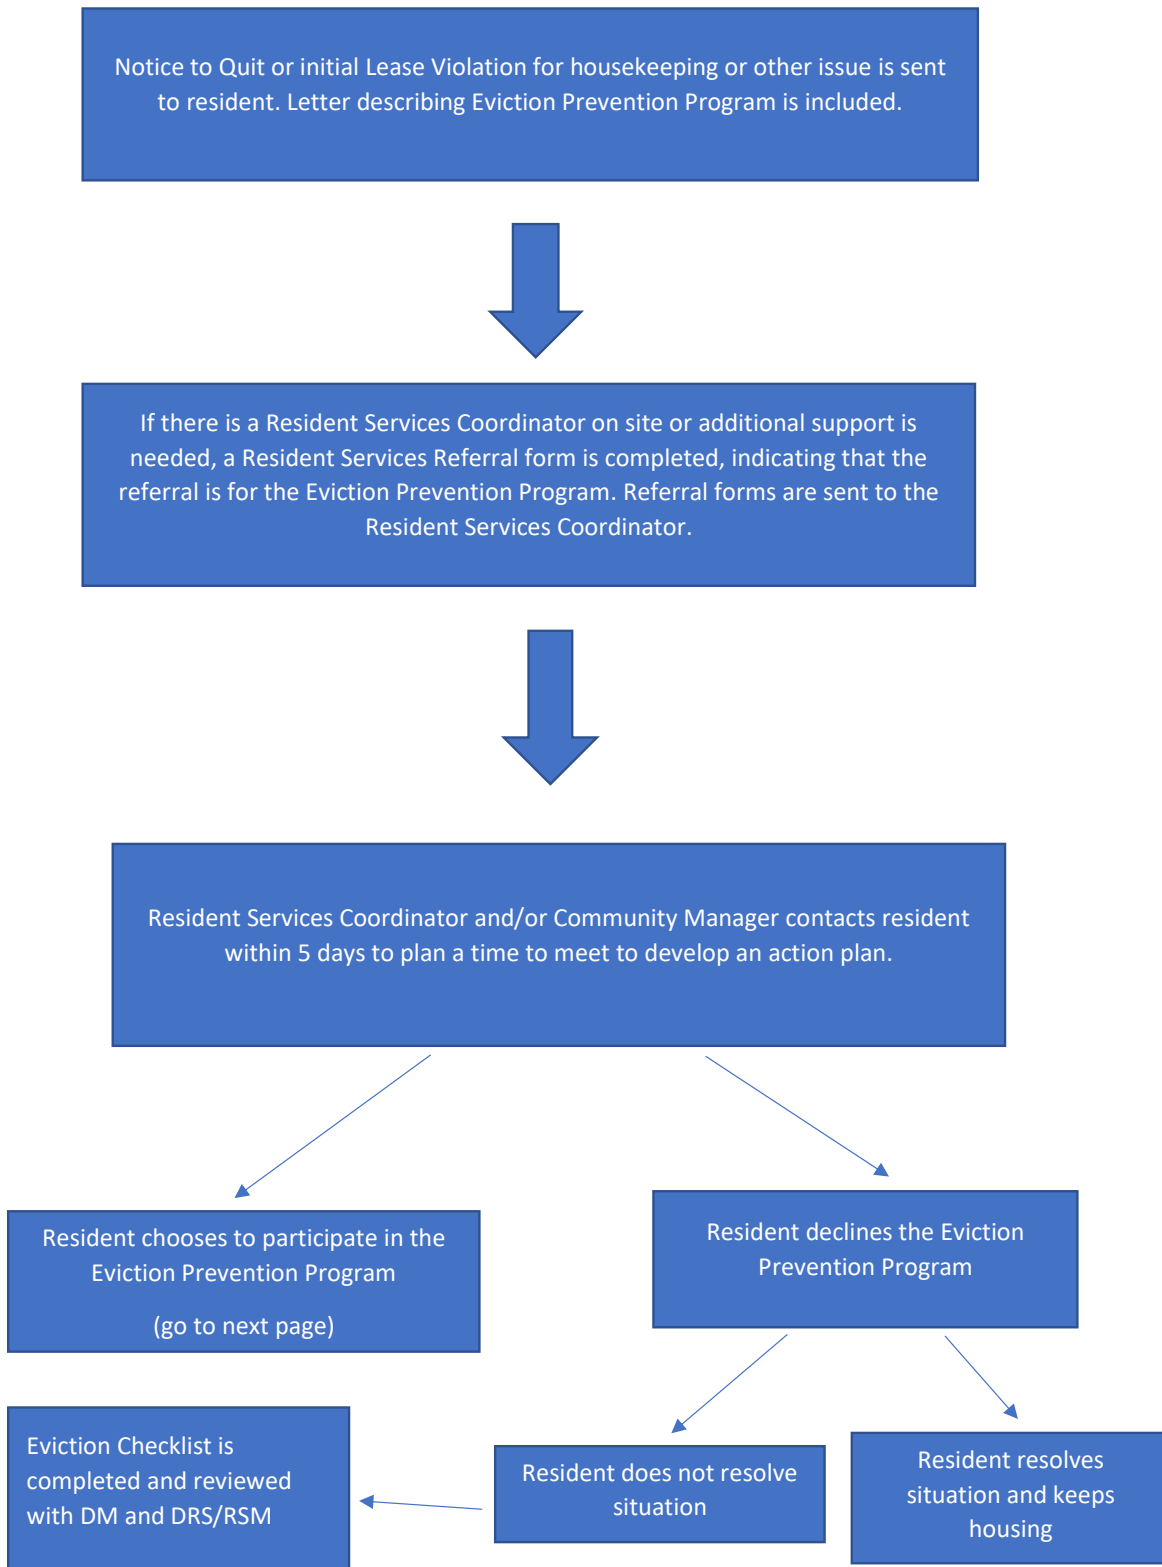 Notice to Quit or initial Lease Violation for housekeeping or other issue is sent
to resident. Letter describing Eviction Prevention Program is included.
If there is a Resident Services Coordinator on site or additional support is
needed, a Resident Services Referral form is completed, indicating that the
referral is for the Eviction Prevention Program. Referral forms are sent to the
Resident Services Coordinator.
Resident Services Coordinator and/or Community Manager contacts resident
within 5 days to plan a time to meet to develop an action plan.
Resident chooses to participate in the
Eviction Prevention Program
(go to next page)
Resident declines the Eviction
Prevention Program
Eviction Checklist is
completed and reviewed
with DM and DRS/RSM
Resident does not resolve
situation
Resident resolves
situation and keeps
housing